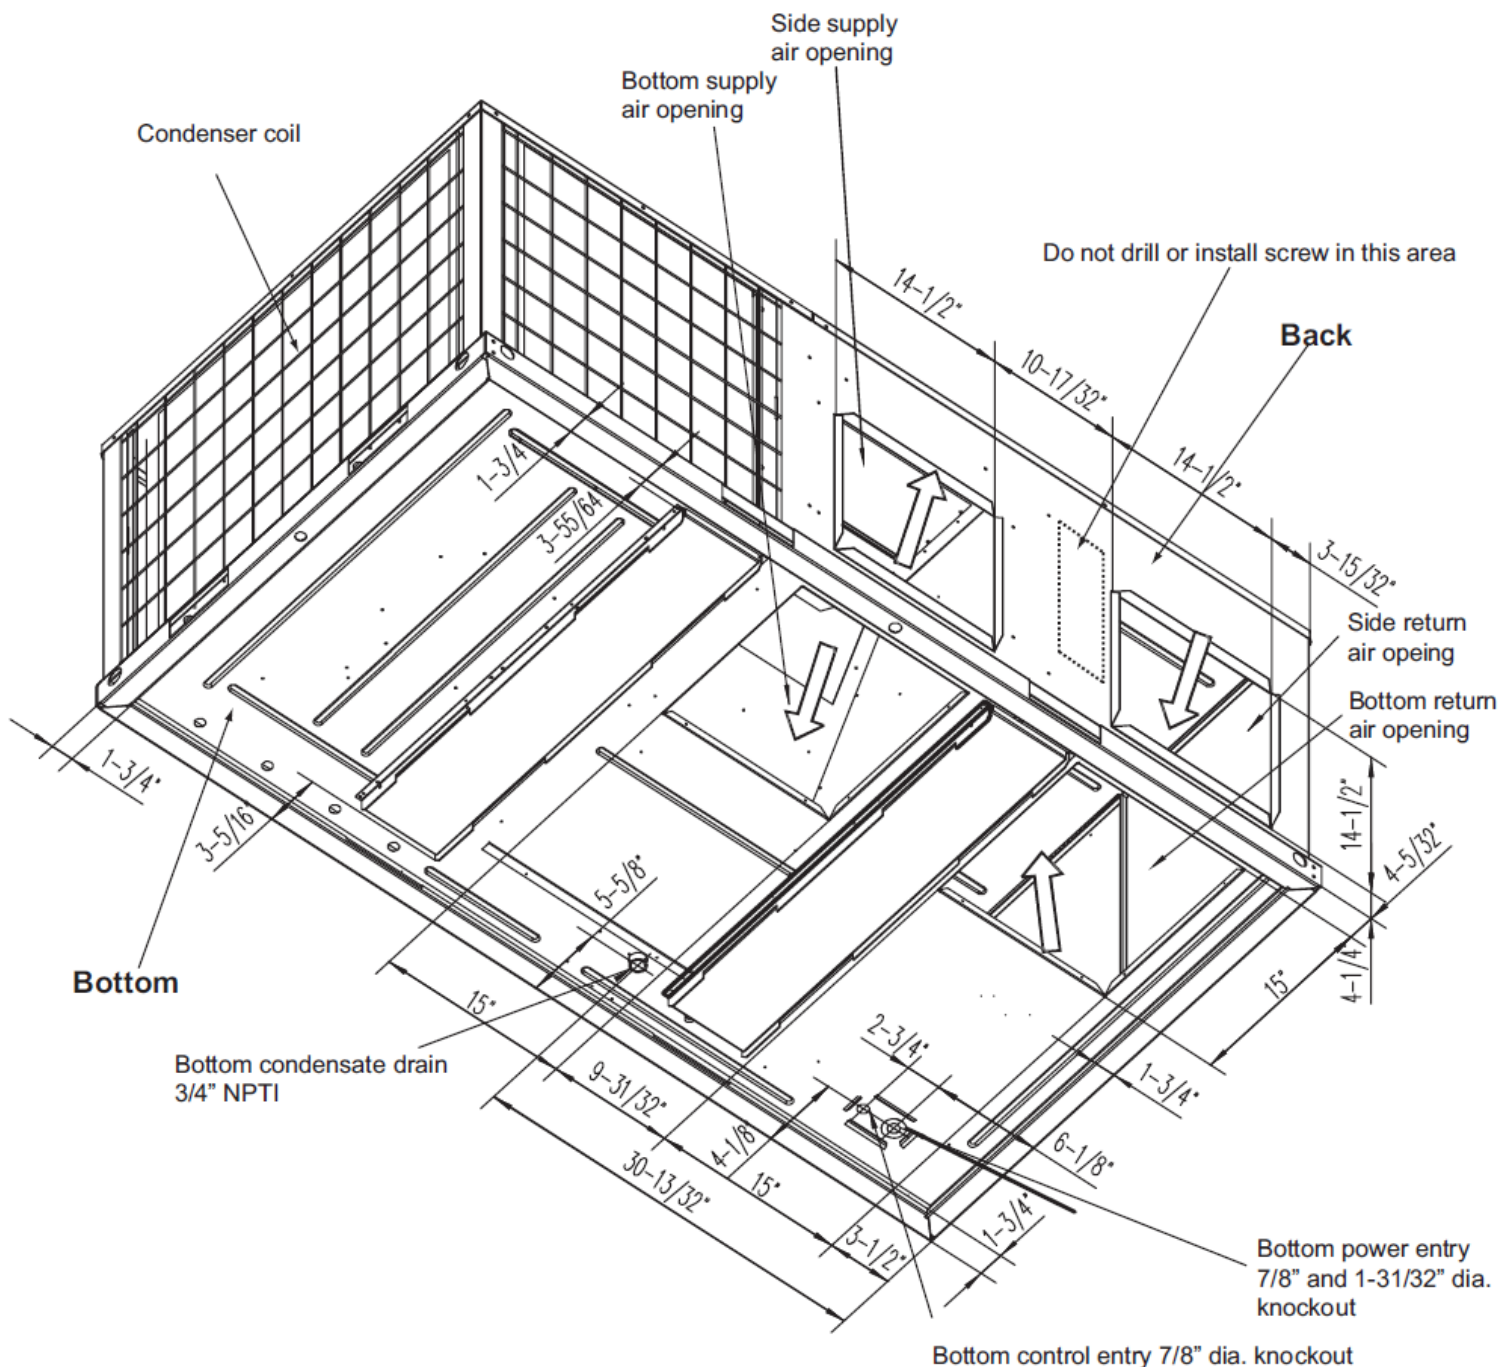 Side supply
air opening
Bottom supply
air opening
Condenser coil
Do not drill or install screw in this area
14-1/2"
Back
10-17/32"
14-1/2"
1-3/4
3-55/64
3-15/32"
Side return
air opeing
Bottom return
air opening
1-3/4"
3-5/16"
14-1/2"
4-5/32"
5-5/8"
Bottom
15"
4-1/4"
15"
2-3/4"
Bottom condensate drain
3/4” NPTI
9-31/32"
1-3/4"
4-1/8"
6-1/8"
30-13/32"
15"
1-3/4"
3-1/2"
Bottom power entry
7/8” and 1-31/32” dia.
knockout
Bottom control entry 7/8” dia. knockout